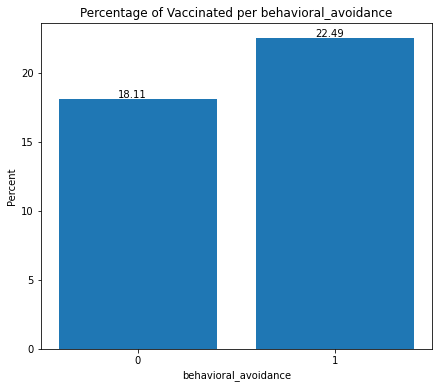 Percentage of Vaccinated per behavioral_avoidance
22.49
18.11
20
15
10
5
0
Percent
0 1
behavioral_avoidance